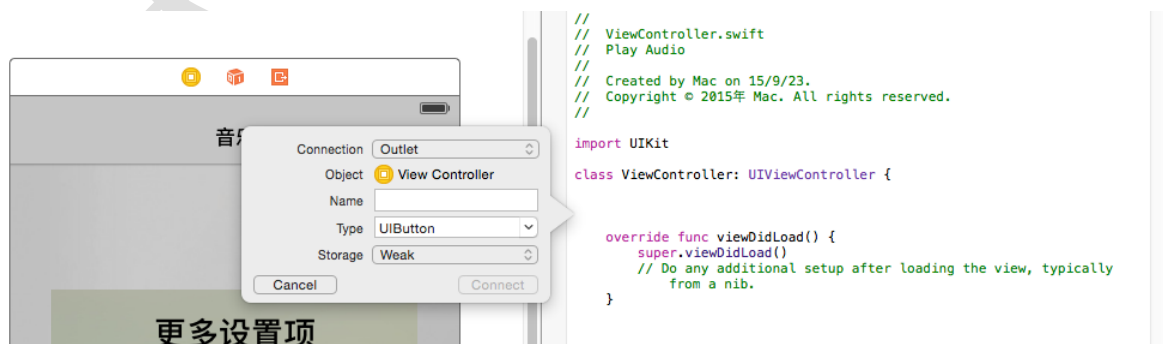 音
Connection Outlet
Object View Controller
Name
Type UIButton
Storage Weak
Cancel Connect
更多设置项
//
// ViewController.swift
// Play Audio
//
// Created by Mac on 15/9/23.
// Copyright © 2015年 Mac. All rights reserved.
//
import UIKit
class ViewController: UIViewController {
override func viewDidLoad() {
super.viewDidLoad()
// Do any additional setup after loading the view, typically
from a nib.
}